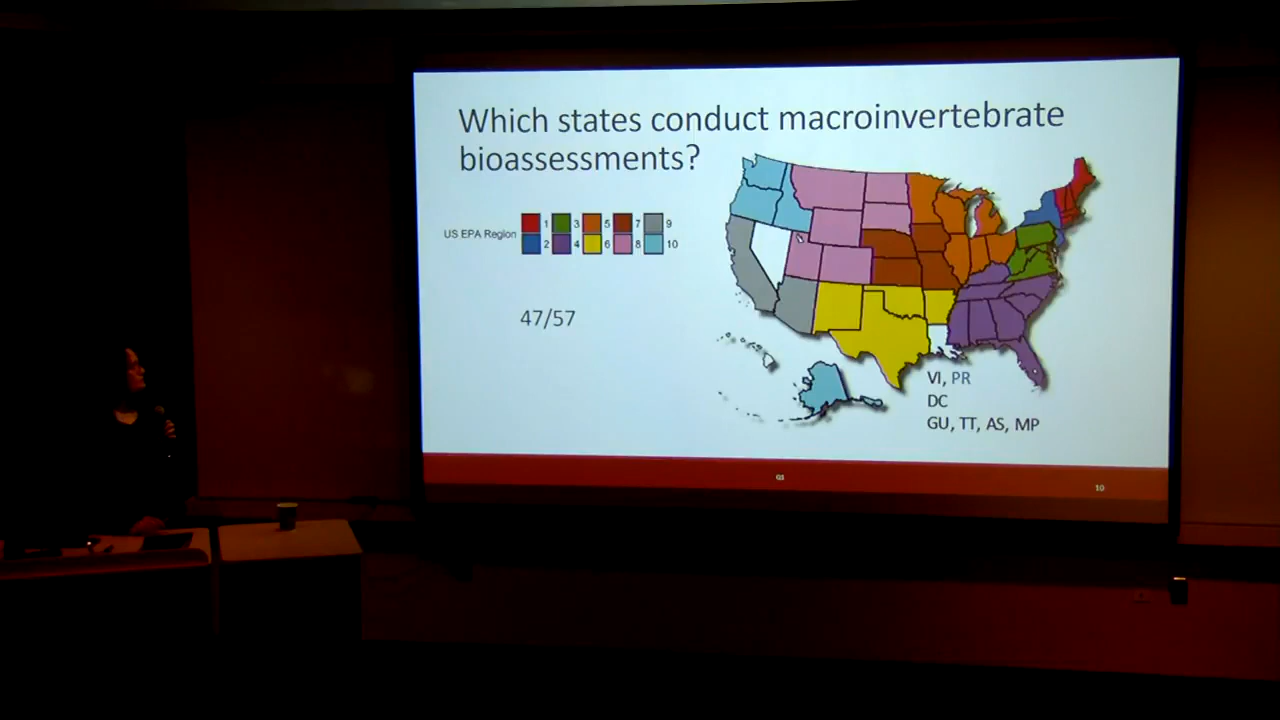 Which states conduct macroinvertebrate
bioassessments?
US EPA Region
1 3 5 7 9
2 4 6 8 10
47/57
VI, PR
DC
GU, TT, AS, MP
10